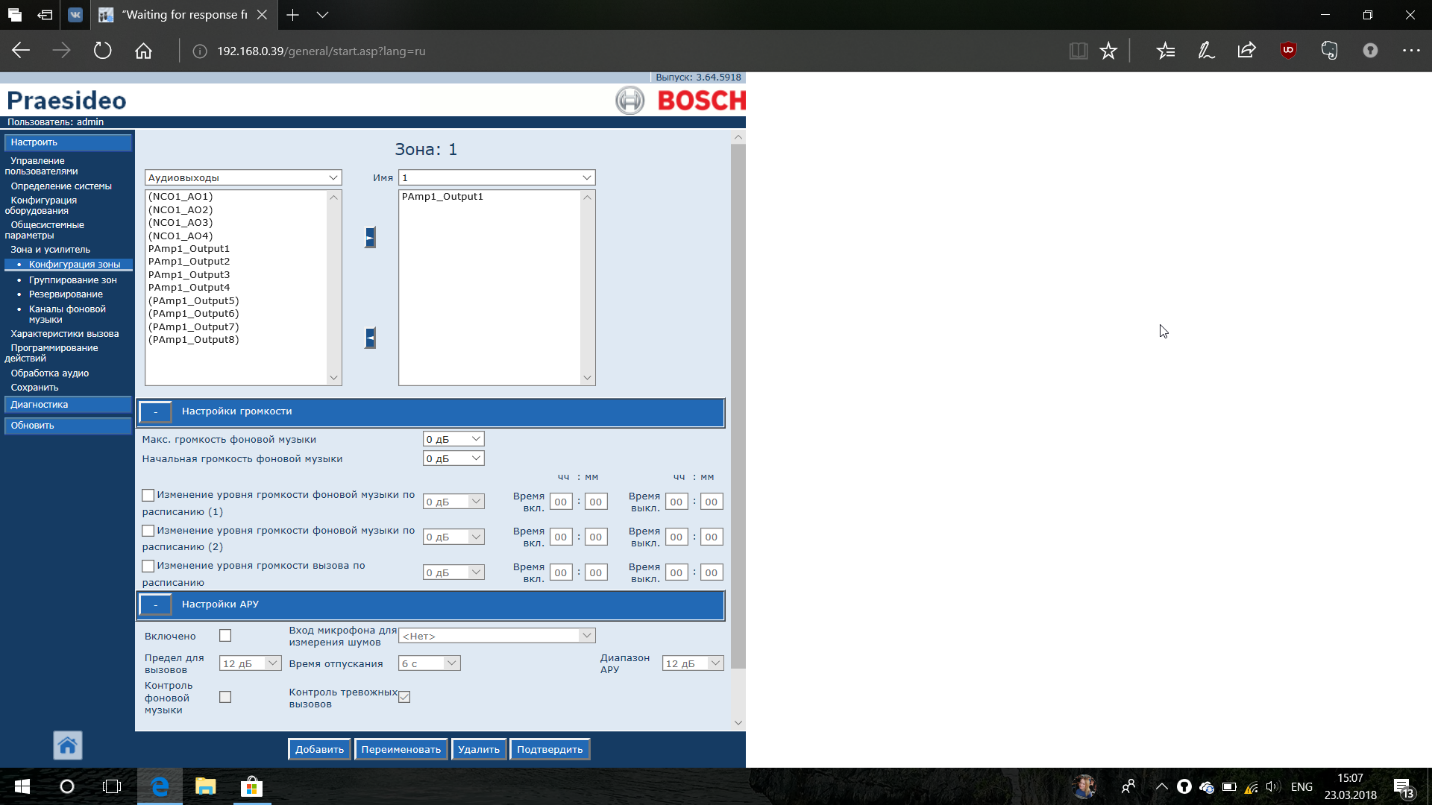 "Waiting for response fr
192.168.0.39/general/start.asp?lang=ru
Выпуск: 3.64.5918
Praesideo
BOSCH
Пользователь: admin
Настроить
Управление
пользователями
Определение системы
Конфигурация
оборудования
Общесистемные
параметры
Зона и усилитель
• Конфигурация зоны
• Группирование зон
• Резервирование
• Каналы фоновой
музыки
Характеристики вызова
Программирование
действий
Обработка аудио
Сохранить
Диагностика
Обновить
Зона: 1
Аудиовыходы
Имя 1
(NCO1_AO1)
(NCO1_AO2)
(NCO1_AO3)
(NCO1_AO4)
PAmp1_Output1
PAmp1_Output2
PAmp1_Output3
PAmp1_Output4
(PAmp1_Output5)
(PAmp1_Output6)
(PAmp1_Output7)
(PAmp1_Output8)
PAmp1_Output1
- Настройки громкости
Макс. громкость фоновой музыки 0 дБ
Начальная громкость фоновой музыки 0 дБ
чч : мм чч : мм
Изменение уровня громкости фоновой музыки по
расписанию (1)
0 дБ
Время
вкл.
00 : 00
Время
выкл.
00 : 00
Изменение уровня громкости фоновой музыки по
расписанию (2)
0 дБ
Время
вкл.
00 : 00
Время
выкл.
00 : 00
Изменение уровня громкости вызова по
расписанию
0 дБ
Время
вкл.
00 : 00
Время
выкл.
00 : 00
- Настройки АРУ
Включено
Вход микрофона для
измерения шумов
<Нет>
Предел для
вызовов
12 дБ
Время отпускания 6 с
Диапазон
АРУ
12 дБ
Контроль
фоновой
музыки
Контроль тревожных
вызовов
Добавить Переименовать Удалить Подтвердить
ENG
15:07
23.03.2018
13